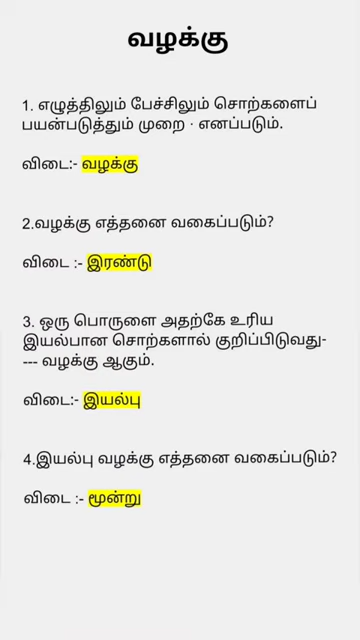 வழக்கு
1. எழுத்திலும் பேச்சிலும் சொற்களைப்
பயன்படுத்தும் முறை · எனப்படும்.
விடை:- வழக்கு
2.வழக்கு எத்தனை வகைப்படும்?
விடை :- இரண்டு
3. ஒரு பொருளை அதற்கே உரிய
இயல்பான சொற்களால் குறிப்பிடுவது-
--- வழக்கு ஆகும்.
விடை:- இயல்பு
4.இயல்பு வழக்கு எத்தனை வகைப்படும்?
விடை :- மூன்று